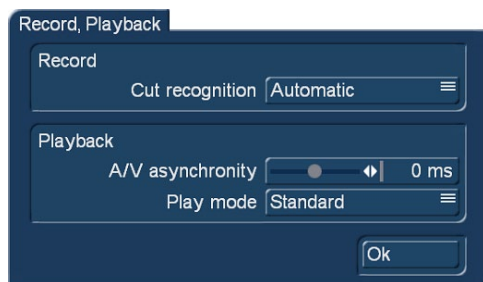 Record, Playback
Record
Cut recognition Automatic
Playback
A/V asynchronity 0 ms
Play mode Standard
Ok